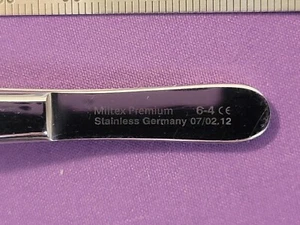 Miltex Premium 6-4 CE
Stainless Germany 07/02.12